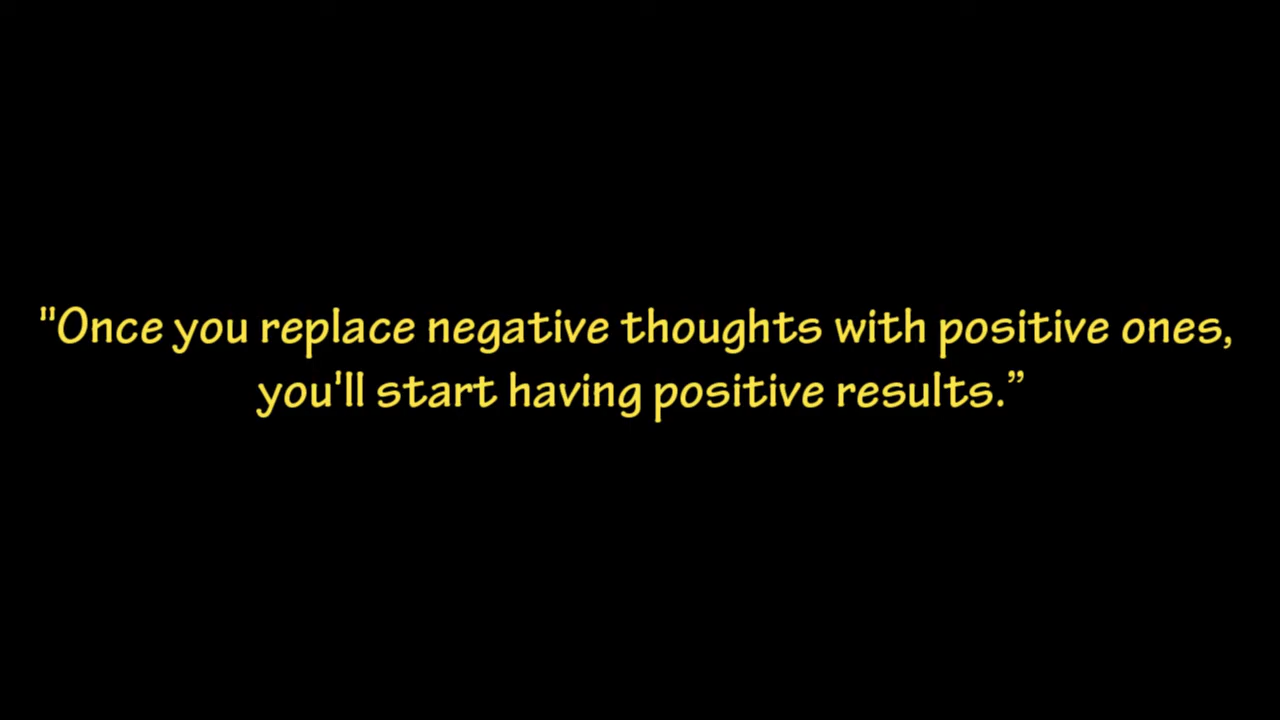 "Once you replace negative thoughts with positive ones,
you'll start having positive results.”